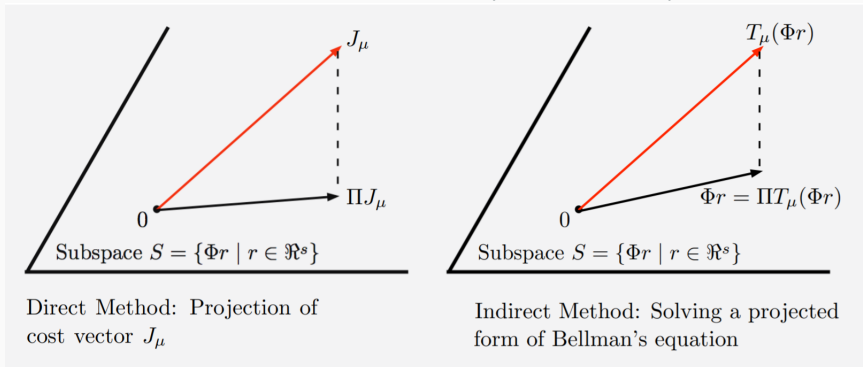 J_μ
ΠJ_μ
0
Subspace S = {Φr | r ∈ ℜ^s}
Direct Method: Projection of
cost vector J_μ
T_μ(Φr)
Φr = ΠT_μ(Φr)
0
Subspace S = {Φr | r ∈ ℜ^s}
Indirect Method: Solving a projected
form of Bellman's equation